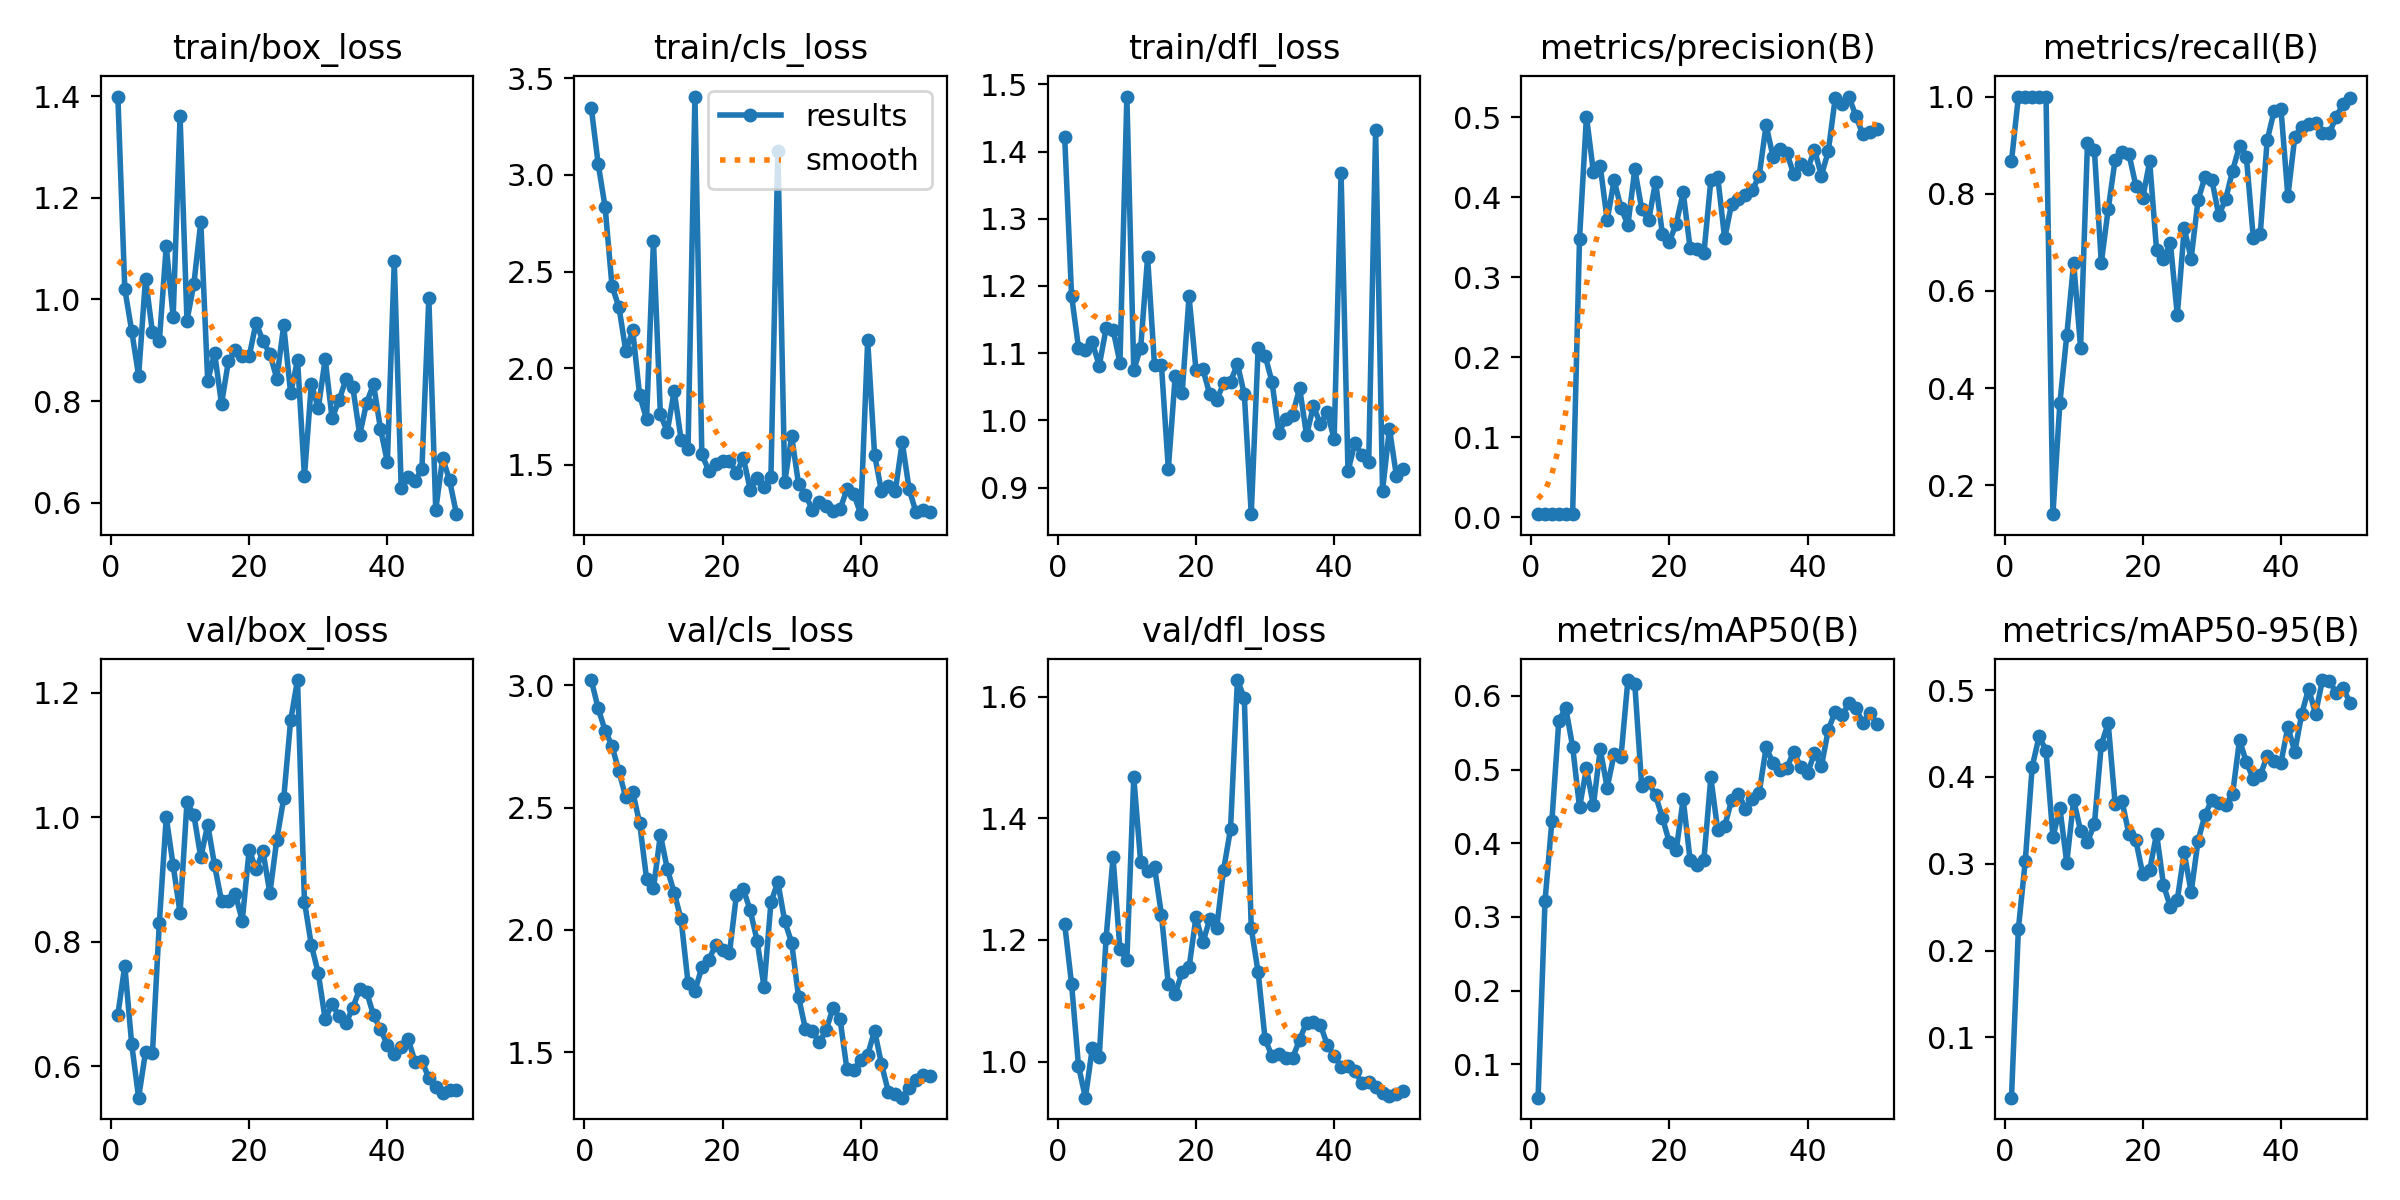 train/box_loss
1.4
1.2
1.0
0.8
0.6
0 20 40
train/cls_loss
results
smooth
3.5
3.0
2.5
2.0
1.5
0 20 40
train/dfl_loss
1.5
1.4
1.3
1.2
1.1
1.0
0.9
0 20 40
metrics/precision(B)
0.5
0.4
0.3
0.2
0.1
0.0
0 20 40
metrics/recall(B)
1.0
0.8
0.6
0.4
0.2
0 20 40
val/box_loss
1.2
1.0
0.8
0.6
0 20 40
val/cls_loss
3.0
2.5
2.0
1.5
0 20 40
val/dfl_loss
1.6
1.4
1.2
1.0
0 20 40
metrics/mAP50(B)
0.6
0.5
0.4
0.3
0.2
0.1
0 20 40
metrics/mAP50-95(B)
0.5
0.4
0.3
0.2
0.1
0 20 40